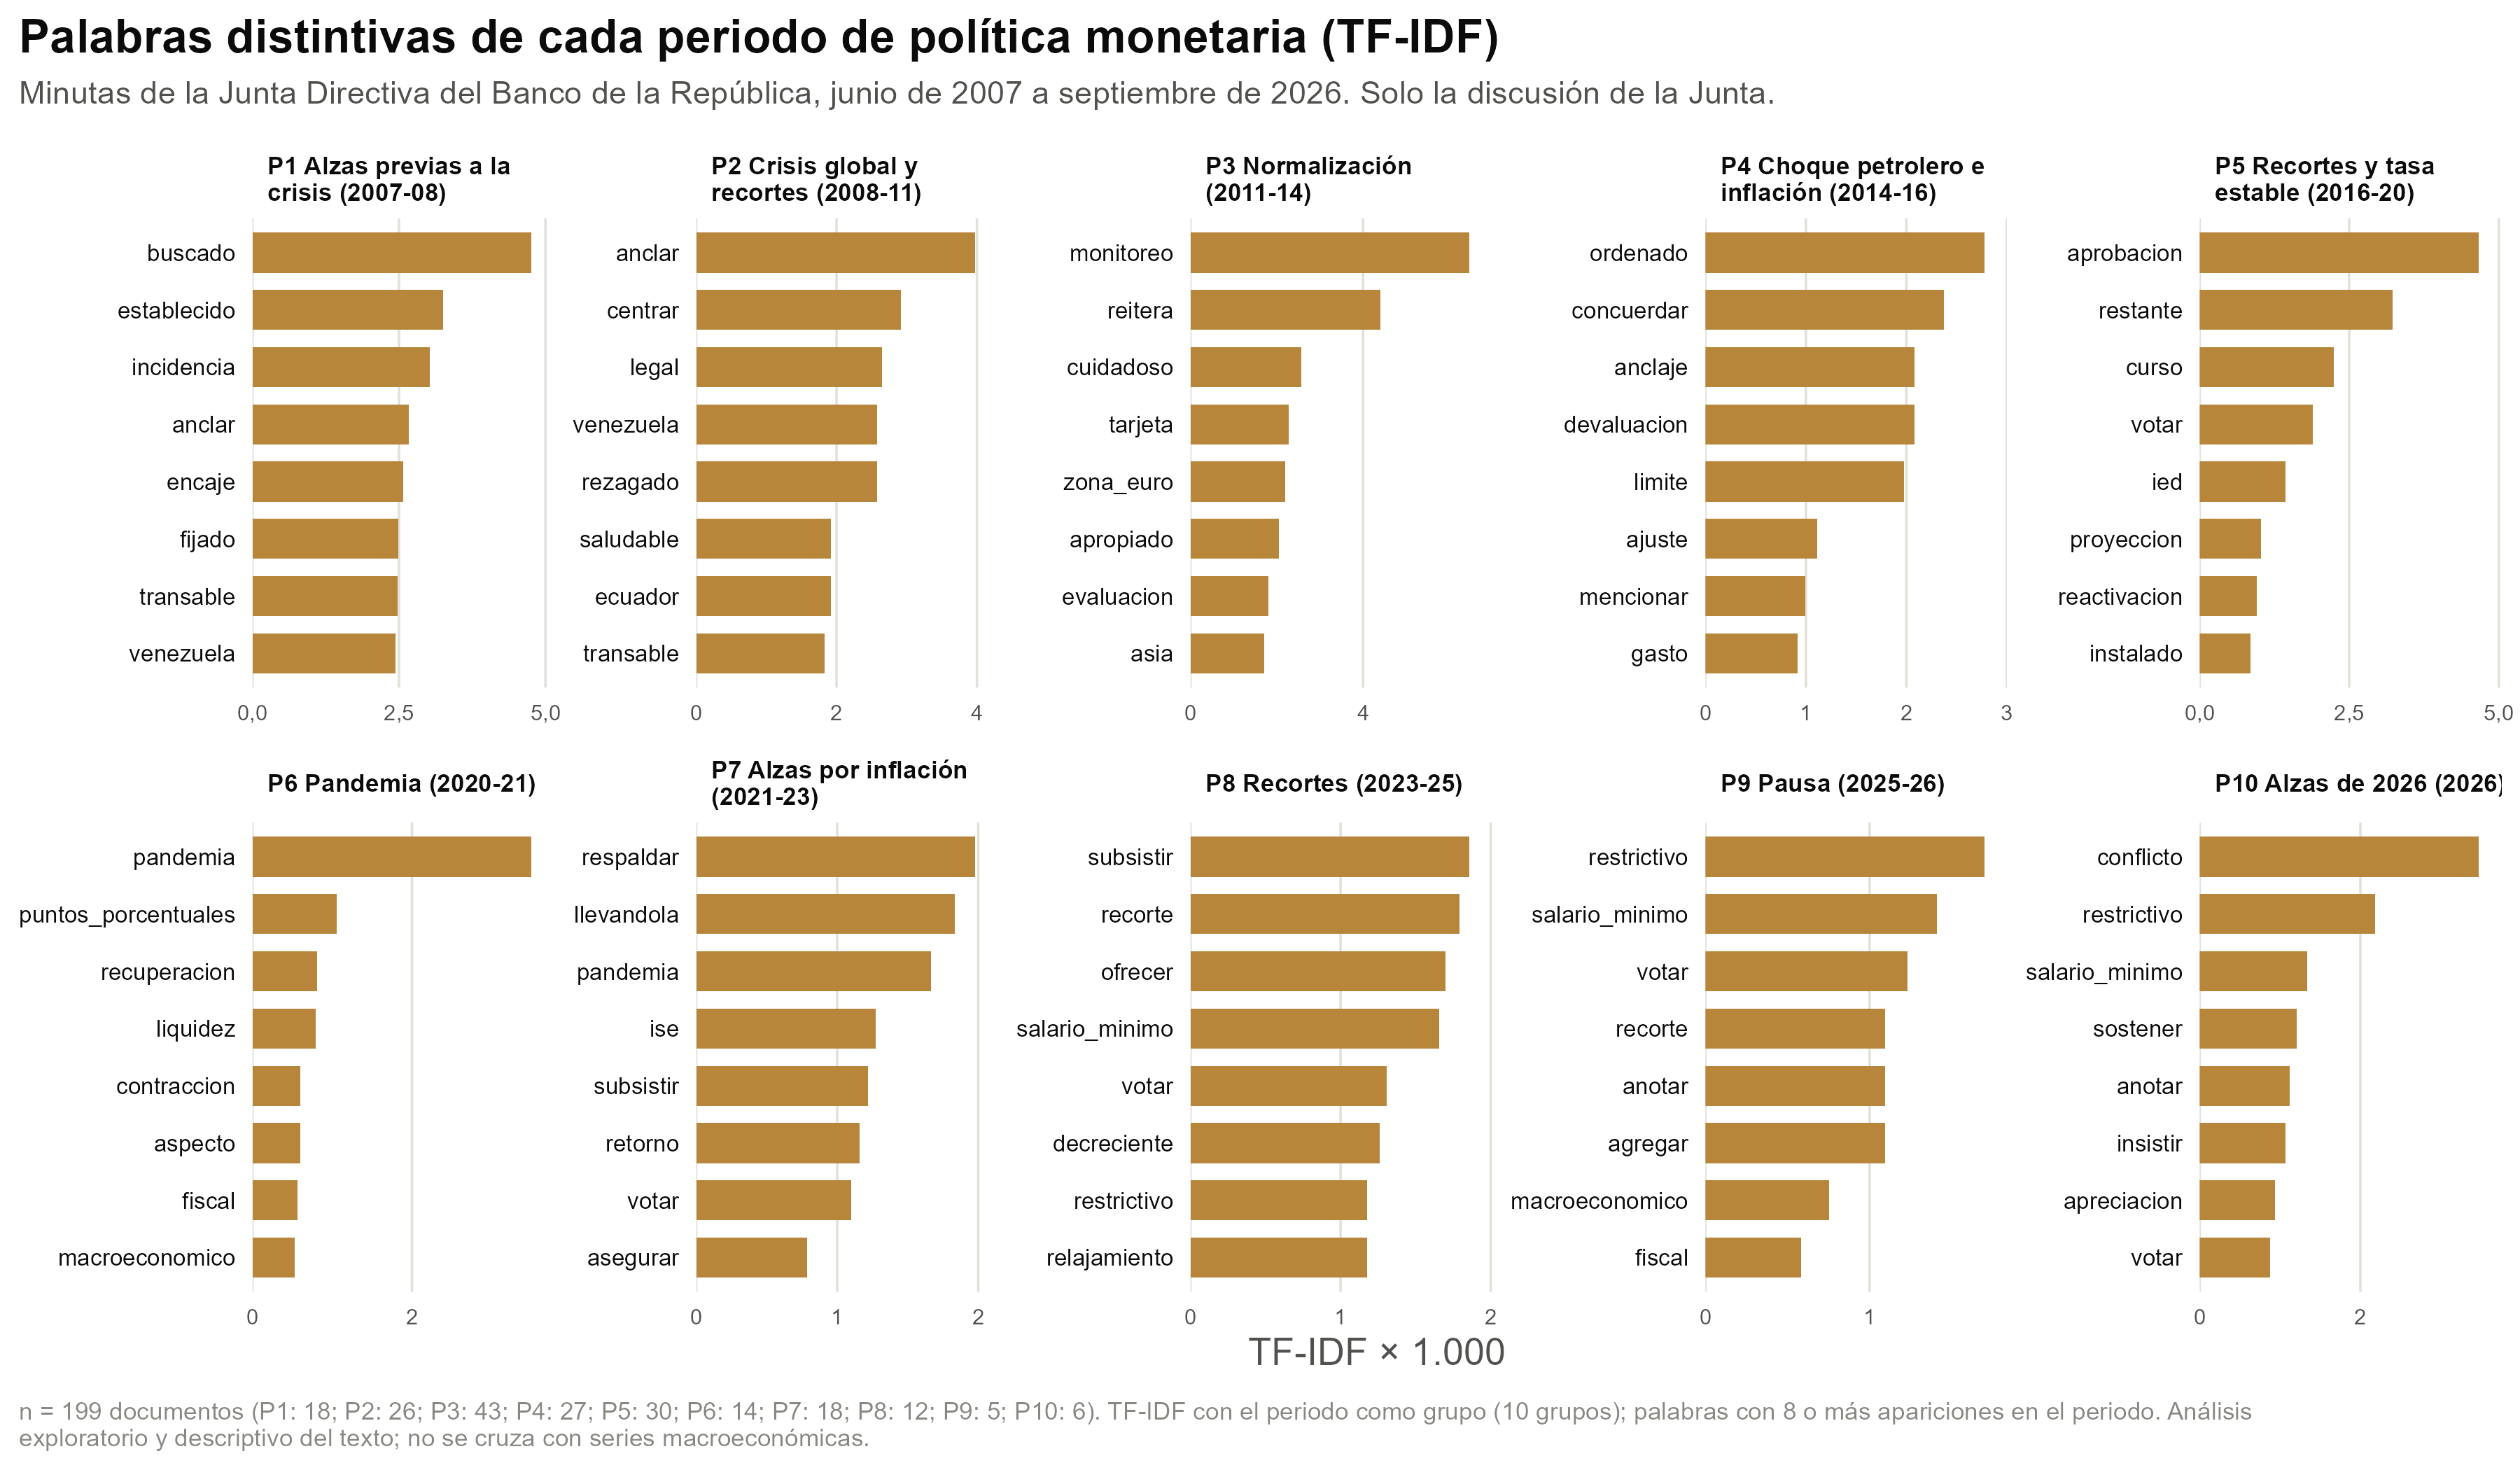 Palabras distintivas de cada periodo de política monetaria (TF-IDF)
Minutas de la Junta Directiva del Banco de la República, junio de 2007 a septiembre de 2026. Solo la discusión de la Junta.
P1 Alzas previas a la
crisis (2007-08)
buscado
establecido
incidencia
anclar
encaje
fijado
transable
venezuela
0,0 2,5 5,0
P2 Crisis global y
recortes (2008-11)
anclar
centrar
legal
venezuela
rezagado
saludable
ecuador
transable
0 2 4
P3 Normalización
(2011-14)
monitoreo
reitera
cuidadoso
tarjeta
zona_euro
apropiado
evaluacion
asia
0 4
P4 Choque petrolero e
inflación (2014-16)
ordenado
concuerdar
anclaje
devaluacion
limite
ajuste
mencionar
gasto
0 1 2 3
P5 Recortes y tasa
estable (2016-20)
aprobacion
restante
curso
votar
ied
proyeccion
reactivacion
instalado
0,0 2,5 5,0
P6 Pandemia (2020-21)
pandemia
puntos_porcentuales
recuperacion
liquidez
contraccion
aspecto
fiscal
macroeconomico
0 2
P7 Alzas por inflación
(2021-23)
respaldar
llevandola
pandemia
ise
subsistir
retorno
votar
asegurar
0 1 2
P8 Recortes (2023-25)
subsistir
recorte
ofrecer
salario_minimo
votar
decreciente
restrictivo
relajamiento
0 1 2
P9 Pausa (2025-26)
restrictivo
salario_minimo
votar
recorte
anotar
agregar
macroeconomico
fiscal
0 1
P10 Alzas de 2026 (2026)
conflicto
restrictivo
salario_minimo
sostener
anotar
insistir
apreciacion
votar
0 2
TF-IDF × 1.000
n = 199 documentos (P1: 18; P2: 26; P3: 43; P4: 27; P5: 30; P6: 14; P7: 18; P8: 12; P9: 5; P10: 6). TF-IDF con el periodo como grupo (10 grupos); palabras con 8 o más apariciones en el periodo. Análisis
exploratorio y descriptivo del texto; no se cruza con series macroeconómicas.